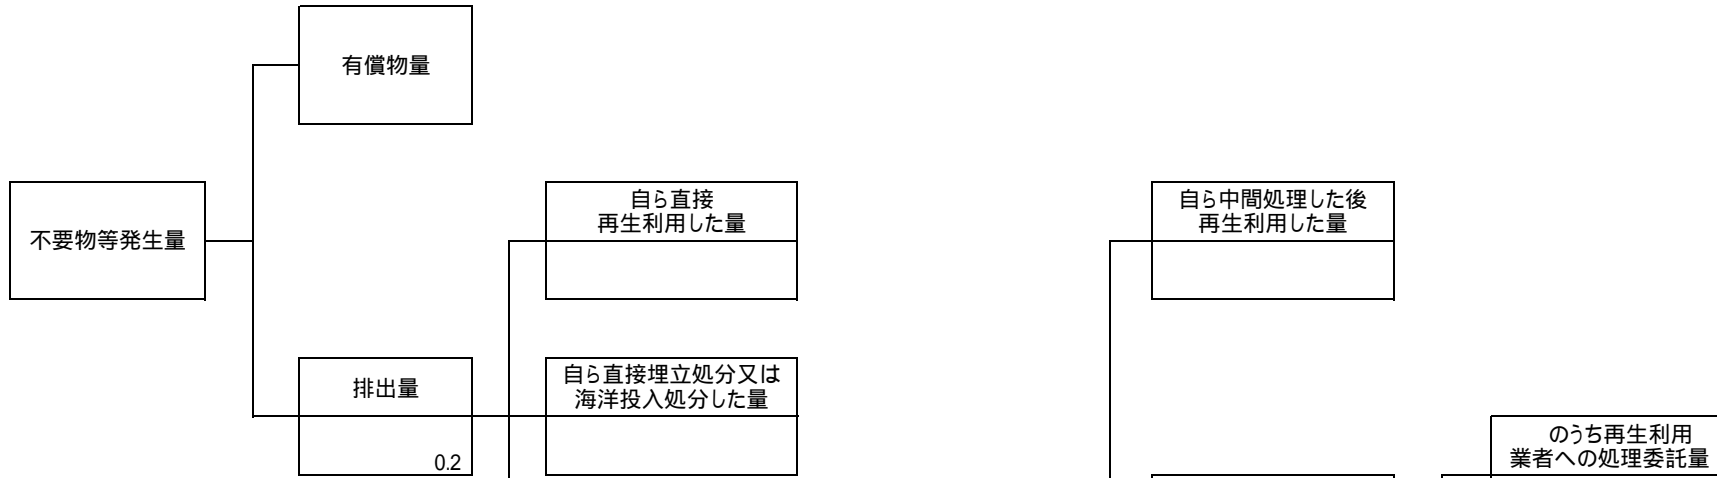 有償物量
不要物等発生量
自ら直接
再生利用した量
自ら中間処理した後
再生利用した量
排出量
0.2
自ら直接埋立処分又は
海洋投入処分した量
のうち再生利用
業者への処理委託量